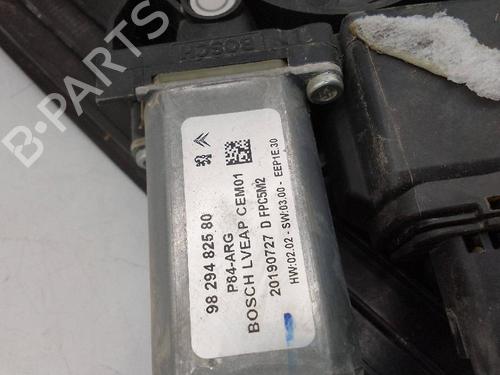 BOSCH
98 294 825 80
P84-ARG
BOSCH LVEAP CEM01
20190727 D FPC5M2
HW:02.02 - SW:03.00 - EEP1E:30
B-PARTS